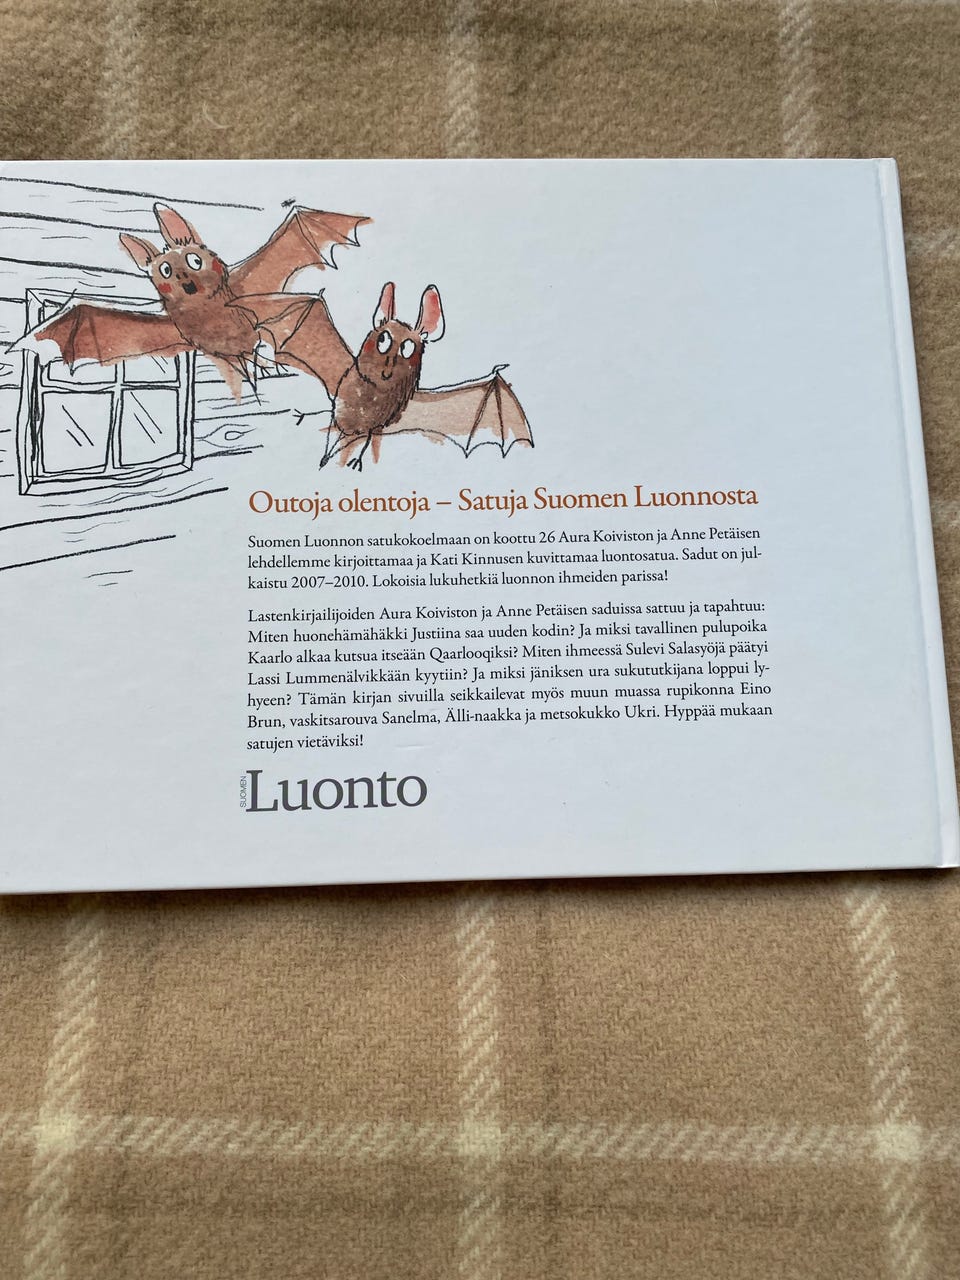 Outoja olentoja – Satuja Suomen Luonnosta
Suomen Luonnon satukokoelmaan on koottu 26 Aura Koiviston ja Anne Petäisen
lehdellemme kirjoittamaa ja Kati Kinnusen kuvittamaa luontosatua. Sadut on jul-
kaistu 2007–2010. Lokoisia lukuhetkiä luonnon ihmeiden parissa!
Lastenkirjailijoiden Aura Koiviston ja Anne Petäisen saduissa sattuu ja tapahtuu:
Miten huonehämähäkki Justiina saa uuden kodin? Ja miksi tavallinen pulupoika
Kaarlo alkaa kutsua itseään Qaarlooqiksi? Miten ihmeessä Sulevi Salasyöjä päätyi
Lassi Lummenälvikkään kyytiin? Ja miksi jäniksen ura sukututkijana loppui ly-
hyeen? Tämän kirjan sivuilla seikkailevat myös muun muassa rupikonna Eino
Brun, vaskitsarouva Sanelma, Älli-naakka ja metsokukko Ukri. Hyppää mukaan
satujen vietäviksi!
SUOMEN Luonto